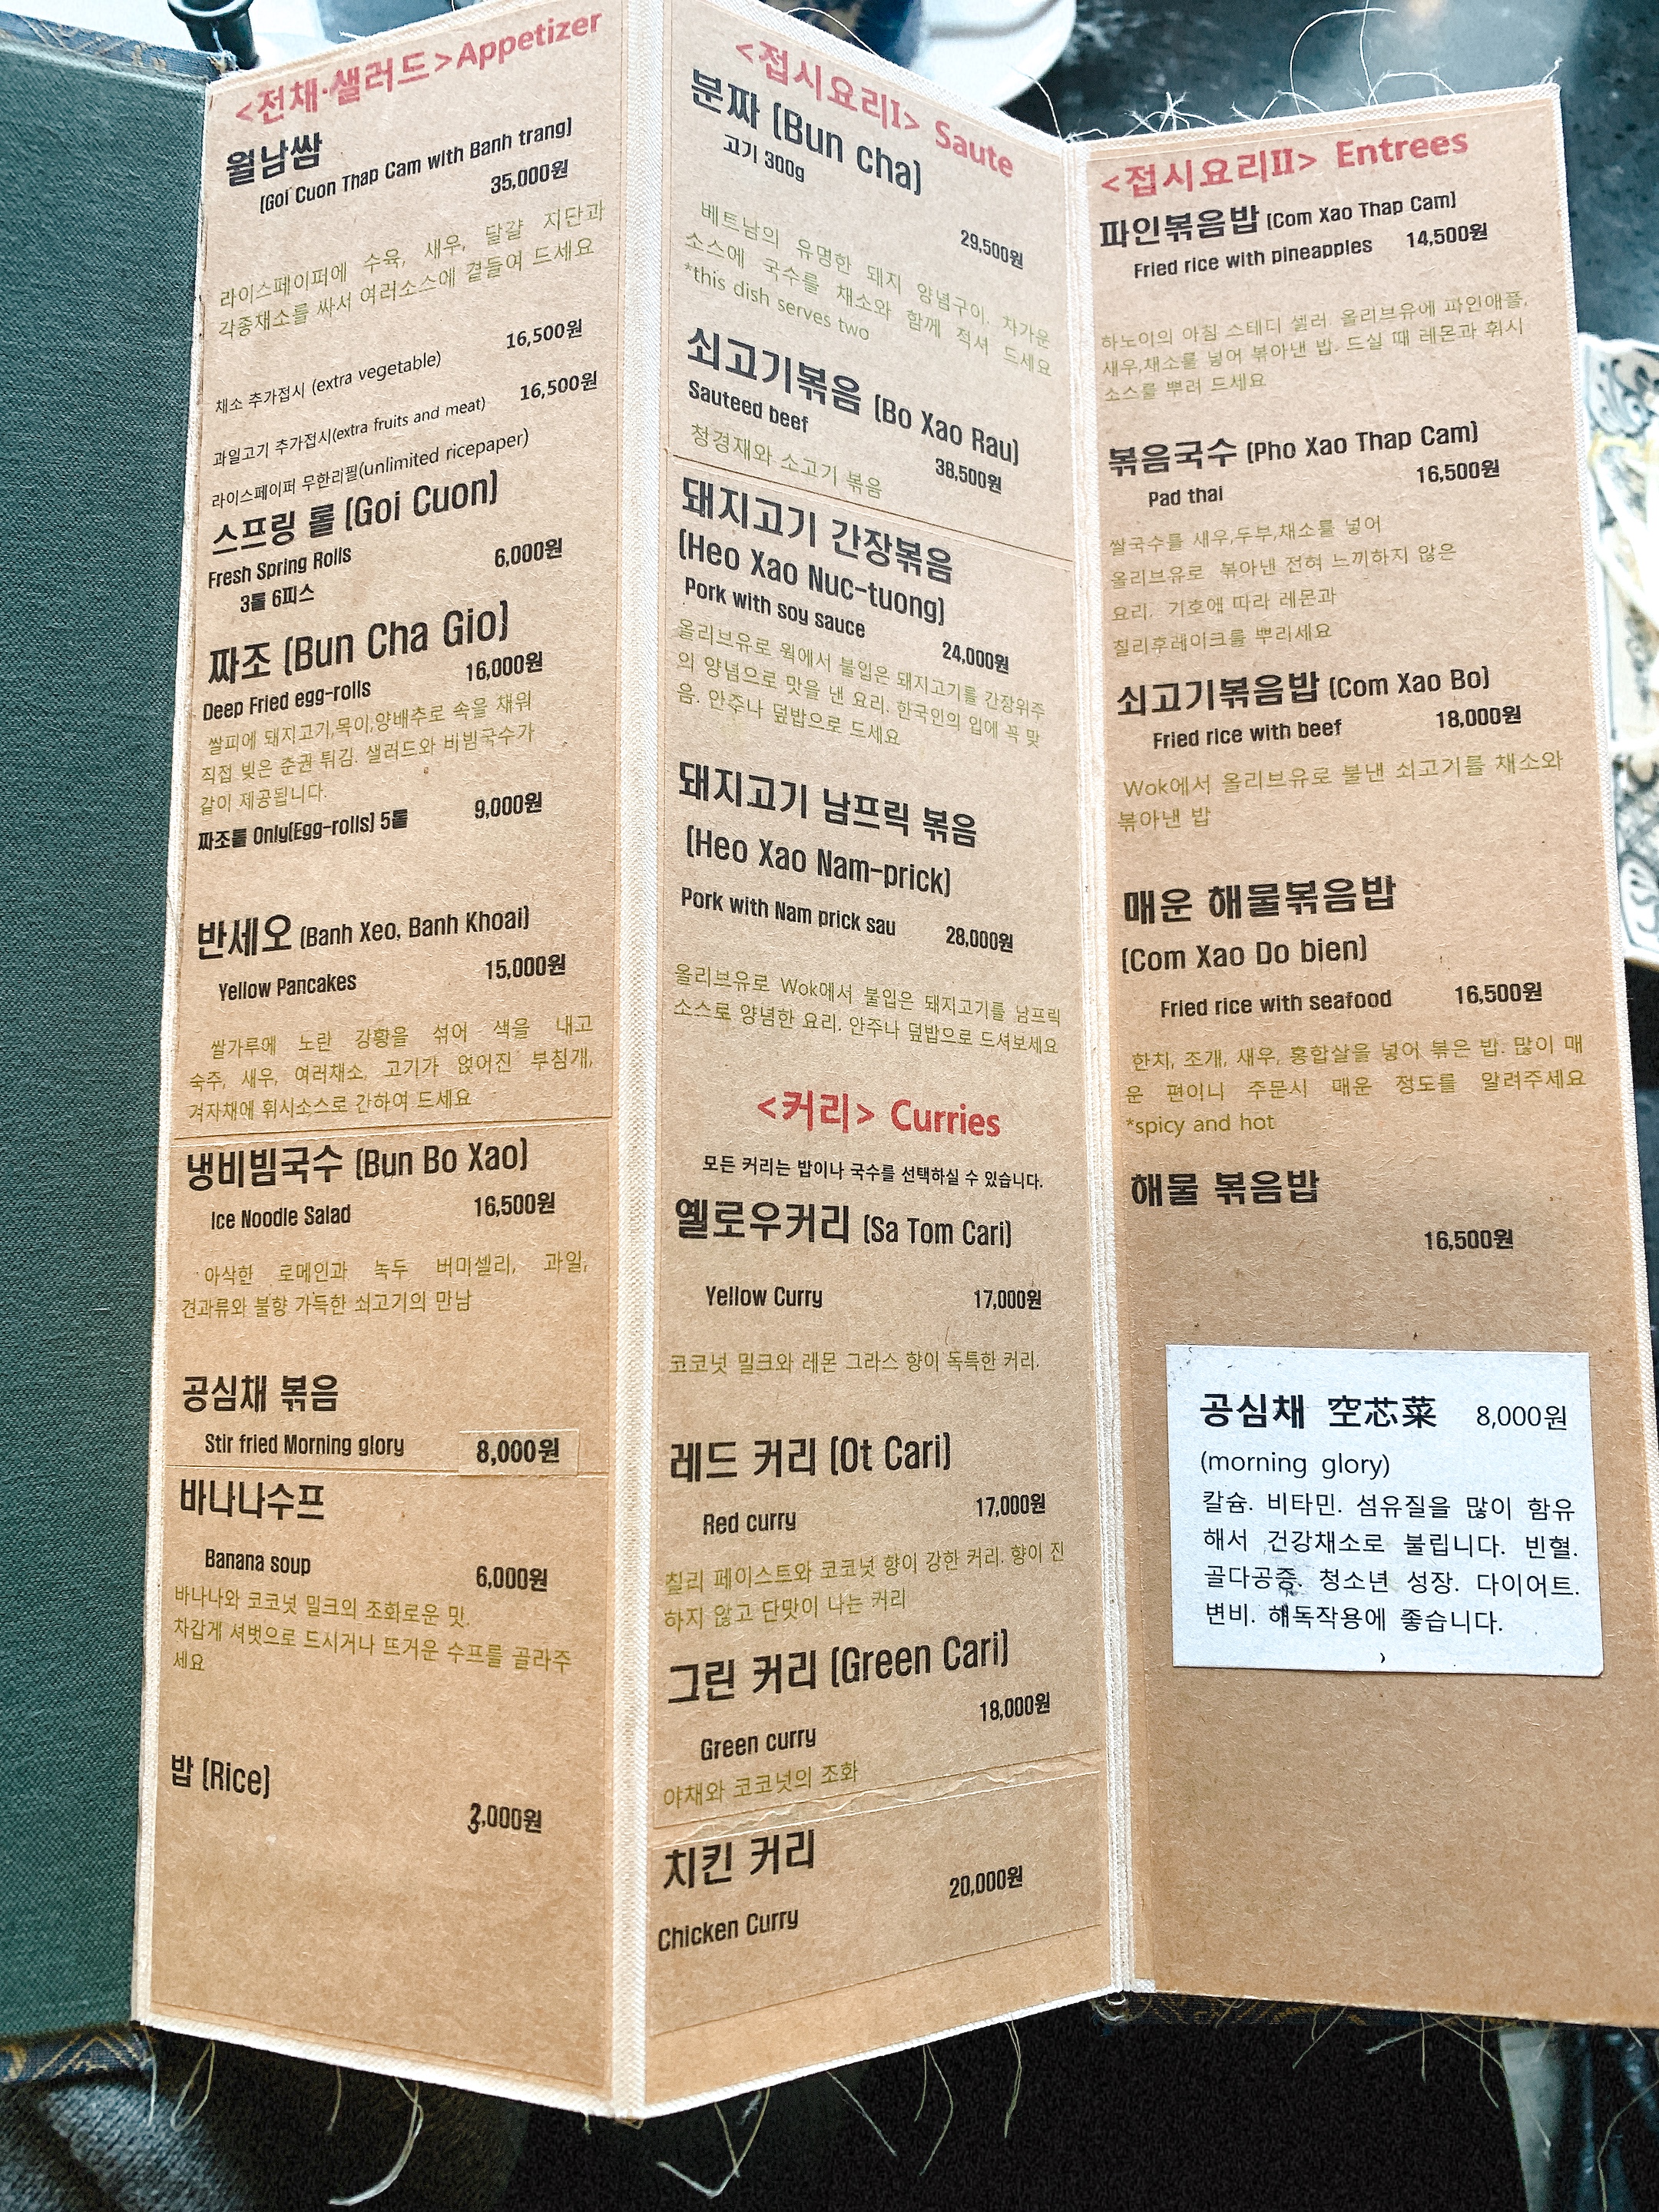 <전채·샐러드>Appetizer
월남쌈
(Goi Cuon Thap Cam with Banh trang)
35,000원
라이스페이퍼에 수육, 새우, 달걀 지단과
각종채소를 싸서 여러소스에 곁들여 드세요
16,500원
채소 추가접시 (extra vegetable)
16,500원
과일고기 추가접시(extra fruits and meat)
라이스페이퍼 무한리필(unlimited ricepaper)
스프링 롤 (Goi Cuon)
Fresh Spring Rolls 6,000원
3롤 6피스
짜조 (Bun Cha Gio)
Deep Fried egg-rolls 16,000원
쌀피에 돼지고기,목이,양배추로 속을 채워
직접 빚은 춘권 튀김. 샐러드와 비빔국수가
같이 제공됩니다.
짜조롤 Only(Egg-rolls) 5롤 9,000원
반세오 (Banh Xeo, Banh Khoai)
Yellow Pancakes 15,000원
쌀가루에 노란 강황을 섞어 색을 내고
숙주, 새우, 여러채소, 고기가 얹어진 부침개,
겨자채에 휘시소스로 간하여 드세요
냉비빔국수 (Bun Bo Xao)
Ice Noodle Salad 16,500원
아삭한 로메인과 녹두 버미셀리, 과일,
견과류와 불향 가득한 쇠고기의 만남
공심채 볶음
Stir fried Morning glory 8,000원
바나나수프
Banana soup 6,000원
바나나와 코코넛 밀크의 조화로운 맛.
차갑게 셔벗으로 드시거나 뜨거운 수프를 골라주
세요
밥 (Rice)
<접시요리I> Saute
분짜 (Bun cha)
고기 300g
29,500원
베트남의 유명한 돼지 양념구이, 차가운
소스에 국수를 채소와 함께 적셔 드세요
*this dish serves two
쇠고기볶음 (Bo Xao Rau)
Sauteed beef
38,500원
청경재와 소고기 볶음
돼지고기 간장볶음
(Heo Xao Nuc-tuong)
Pork with soy sauce
24,000원
올리브유로 웍에서 불입은 돼지고기를 간장위주
의 양념으로 맛을 낸 요리. 한국인의 입에 꼭 맞
음. 안주나 덮밥으로 드세요
돼지고기 남프릭 볶음
(Heo Xao Nam-prick)
Pork with Nam prick sau 28,000원
올리브유로 Wok에서 불입은 돼지고기를 남프릭
소스로 양념한 요리. 안주나 덮밥으로 드셔보세요
<커리> Curries
모든 커리는 밥이나 국수를 선택하실 수 있습니다.
옐로우커리 (Sa Tom Cari)
Yellow Curry 17,000원
코코넛 밀크와 레몬 그라스 향이 독특한 커리.
레드 커리 (Ot Cari)
Red curry 17,000원
칠리 페이스트와 코코넛 향이 강한 커리. 향이 진
하지 않고 단맛이 나는 커리
그린 커리 (Green Cari)
18,000원
Green curry
야채와 코코넛의 조화
치킨 커리
20,000원
Chicken Curry
<접시요리II> Entrees
파인볶음밥 (Com Xao Thap Cam)
Fried rice with pineapples 14,500원
하노이의 아침 스테디 셀러 올리브유에 파인애플,
새우,채소를 넣어 볶아낸 밥. 드실 때 레몬과 휘시
소스를 뿌려 드세요
볶음국수 (Pho Xao Thap Cam)
Pad thai 16,500원
쌀국수를 새우,두부,채소를 넣어
올리브유로 볶아낸 전혀 느끼하지 않은
요리. 기호에 따라 레몬과
칠리후레이크를 뿌리세요
쇠고기볶음밥 (Com Xao Bo)
Fried rice with beef 18,000원
Wok에서 올리브유로 불낸 쇠고기를 채소와
볶아낸 밥
매운 해물볶음밥
(Com Xao Do bien)
Fried rice with seafood 16,500원
한치, 조개, 새우, 홍합살을 넣어 볶은 밥. 많이 매
운 편이니 주문시 매운 정도를 알려주세요
*spicy and hot
해물 볶음밥
16,500원
공심채 空芯菜 8,000원
(morning glory)
칼슘. 비타민. 섬유질을 많이 함유
해서 건강채소로 불립니다. 빈혈.
골다공증. 청소년 성장. 다이어트.
변비. 해독작용에 좋습니다.